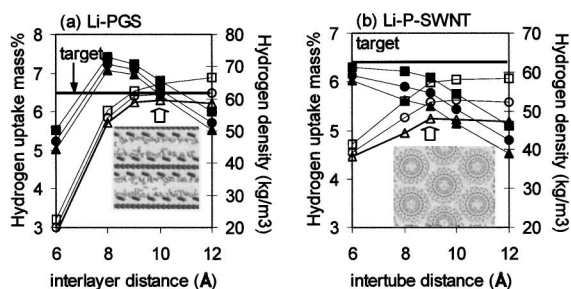 (a) Li-PGS
Hydrogen uptake mass%
8
7
6
5
4
3
target
80
70
60
50
40
30
20
Hydrogen density (kg/m3)
6 8 10 12
interlayer distance (Å)
(b) Li-P-SWNT
Hydrogen uptake mass%
7
6
5
4
3
target
70
60
50
40
30
20
Hydrogen density (kg/m3)
6 8 10 12
intertube distance (Å)